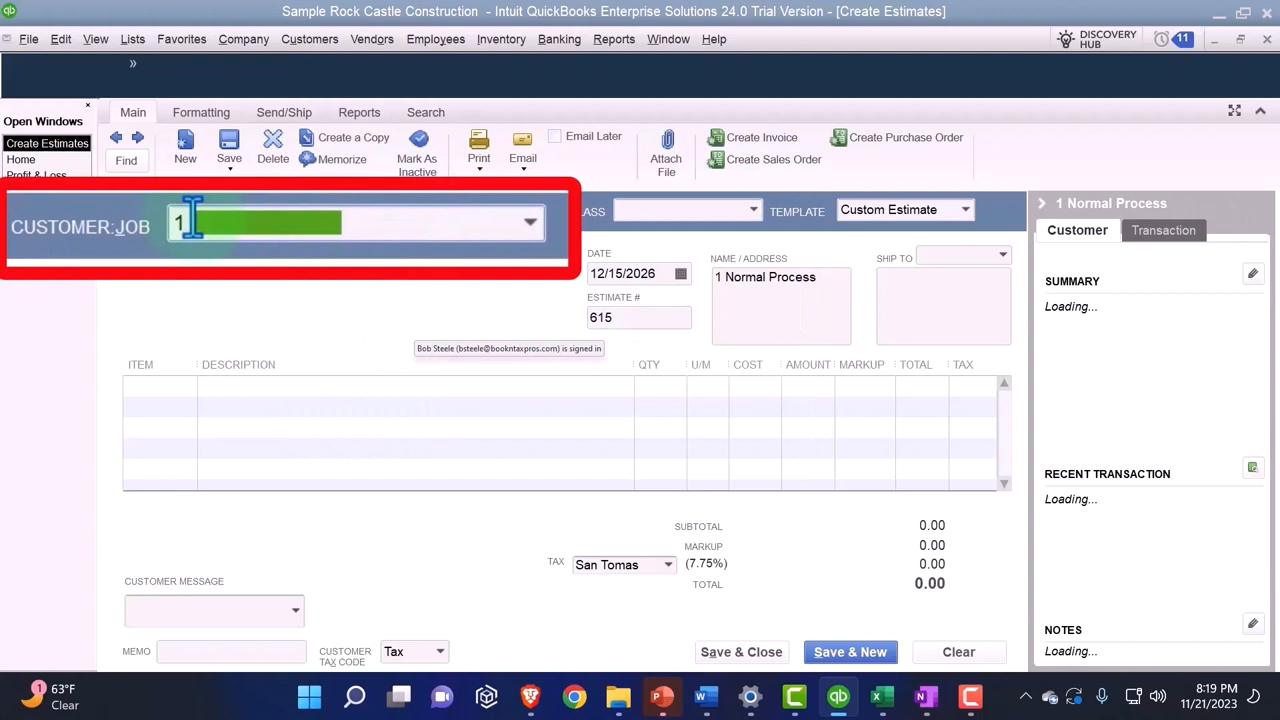 Sample Rock Castle Construction - Intuit QuickBooks Enterprise Solutions 24.0 Trial Version - [Create Estimates]
File Edit View Lists Favorites Company Customers Vendors Employees Inventory Banking Reports Window Help
DISCOVERY HUB
11
»
Open Windows
Create Estimates
Home
Profit & Loss
Main Formatting Send/Ship Reports Search
Find
New
Save
Delete
Create a Copy
Memorize
Mark As Inactive
Print
Email
Email Later
Attach File
Create Invoice
Create Sales Order
Create Purchase Order
CUSTOMER:JOB 1
TEMPLATE Custom Estimate
DATE
12/15/2026
ESTIMATE #
615
NAME / ADDRESS
1 Normal Process
SHIP TO
Bob Steele (bsteele@bookntaxpros.com) is signed in
ITEM DESCRIPTION QTY U/M COST AMOUNT MARKUP TOTAL TAX
SUBTOTAL 0.00
MARKUP 0.00
TAX San Tomas (7.75%) 0.00
TOTAL 0.00
CUSTOMER MESSAGE
MEMO
CUSTOMER TAX CODE Tax
Save & Close
Save & New
Clear
1 Normal Process
Customer Transaction
SUMMARY
Loading...
RECENT TRANSACTION
Loading...
NOTES
Loading...
1
63°F
Clear
8:19 PM
11/21/2023